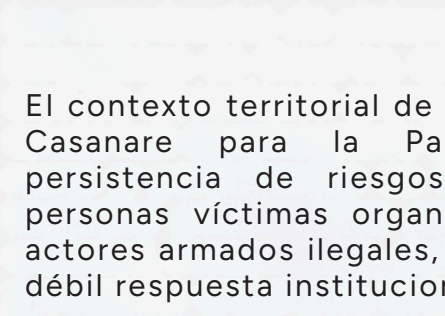 El contexto territorial de
Casanare para la Pa
persistencia de riesgos
personas víctimas organ
actores armados ilegales,
débil respuesta institucion